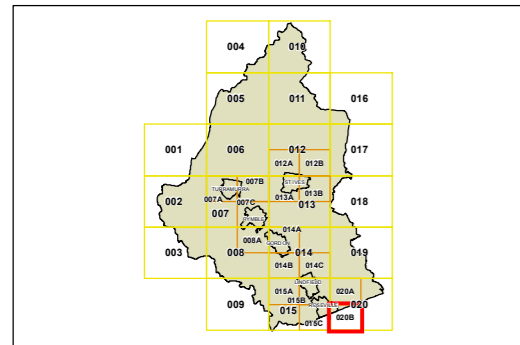 004 010
005 011 016
001 006 012 017
012A 012B
TURRAMURRA 007B ST IVES
002 007A 007C 013A 013B 018
007 PYMBLE 013
008A 014A
GORDON
003 008 014 019
014B 014C
LINDFIELD
015A 020A
009 015B ROSEVILLE 020
015 015C 020B